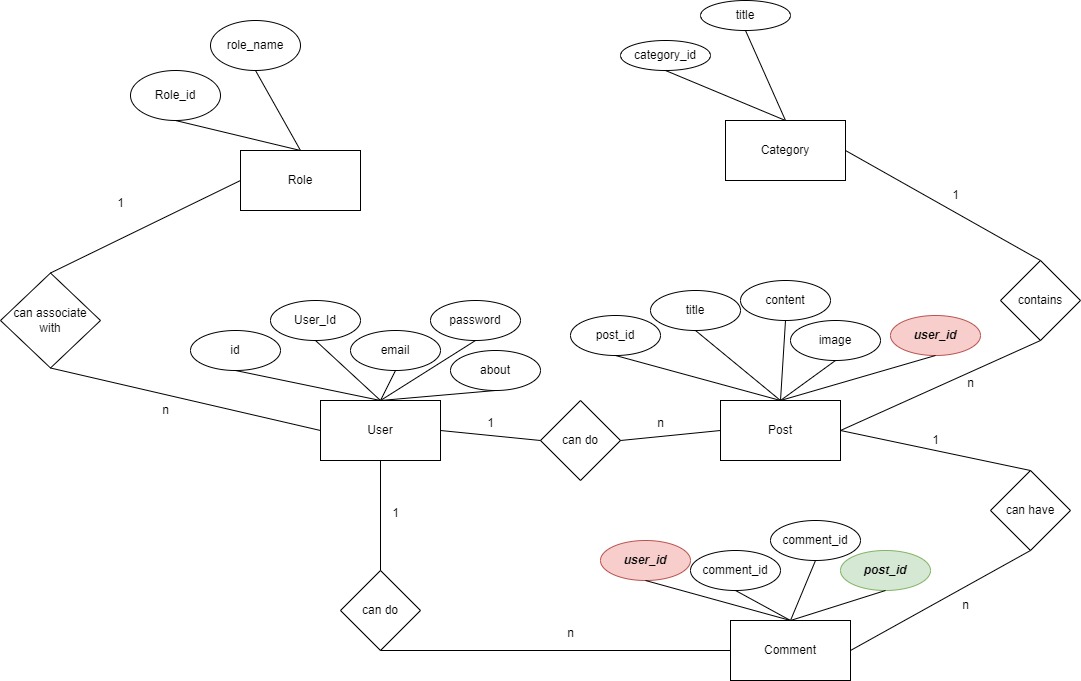 title
role_name
category_id
Role_id
Category
Role
1
1
contains
can associate
with
content
title
User_Id
password
image
post_id
user_id
id
email
about
n
n
User
1
can do
n
Post
1
1
can have
comment_id
user_id
comment_id
post_id
can do
n
n
Comment